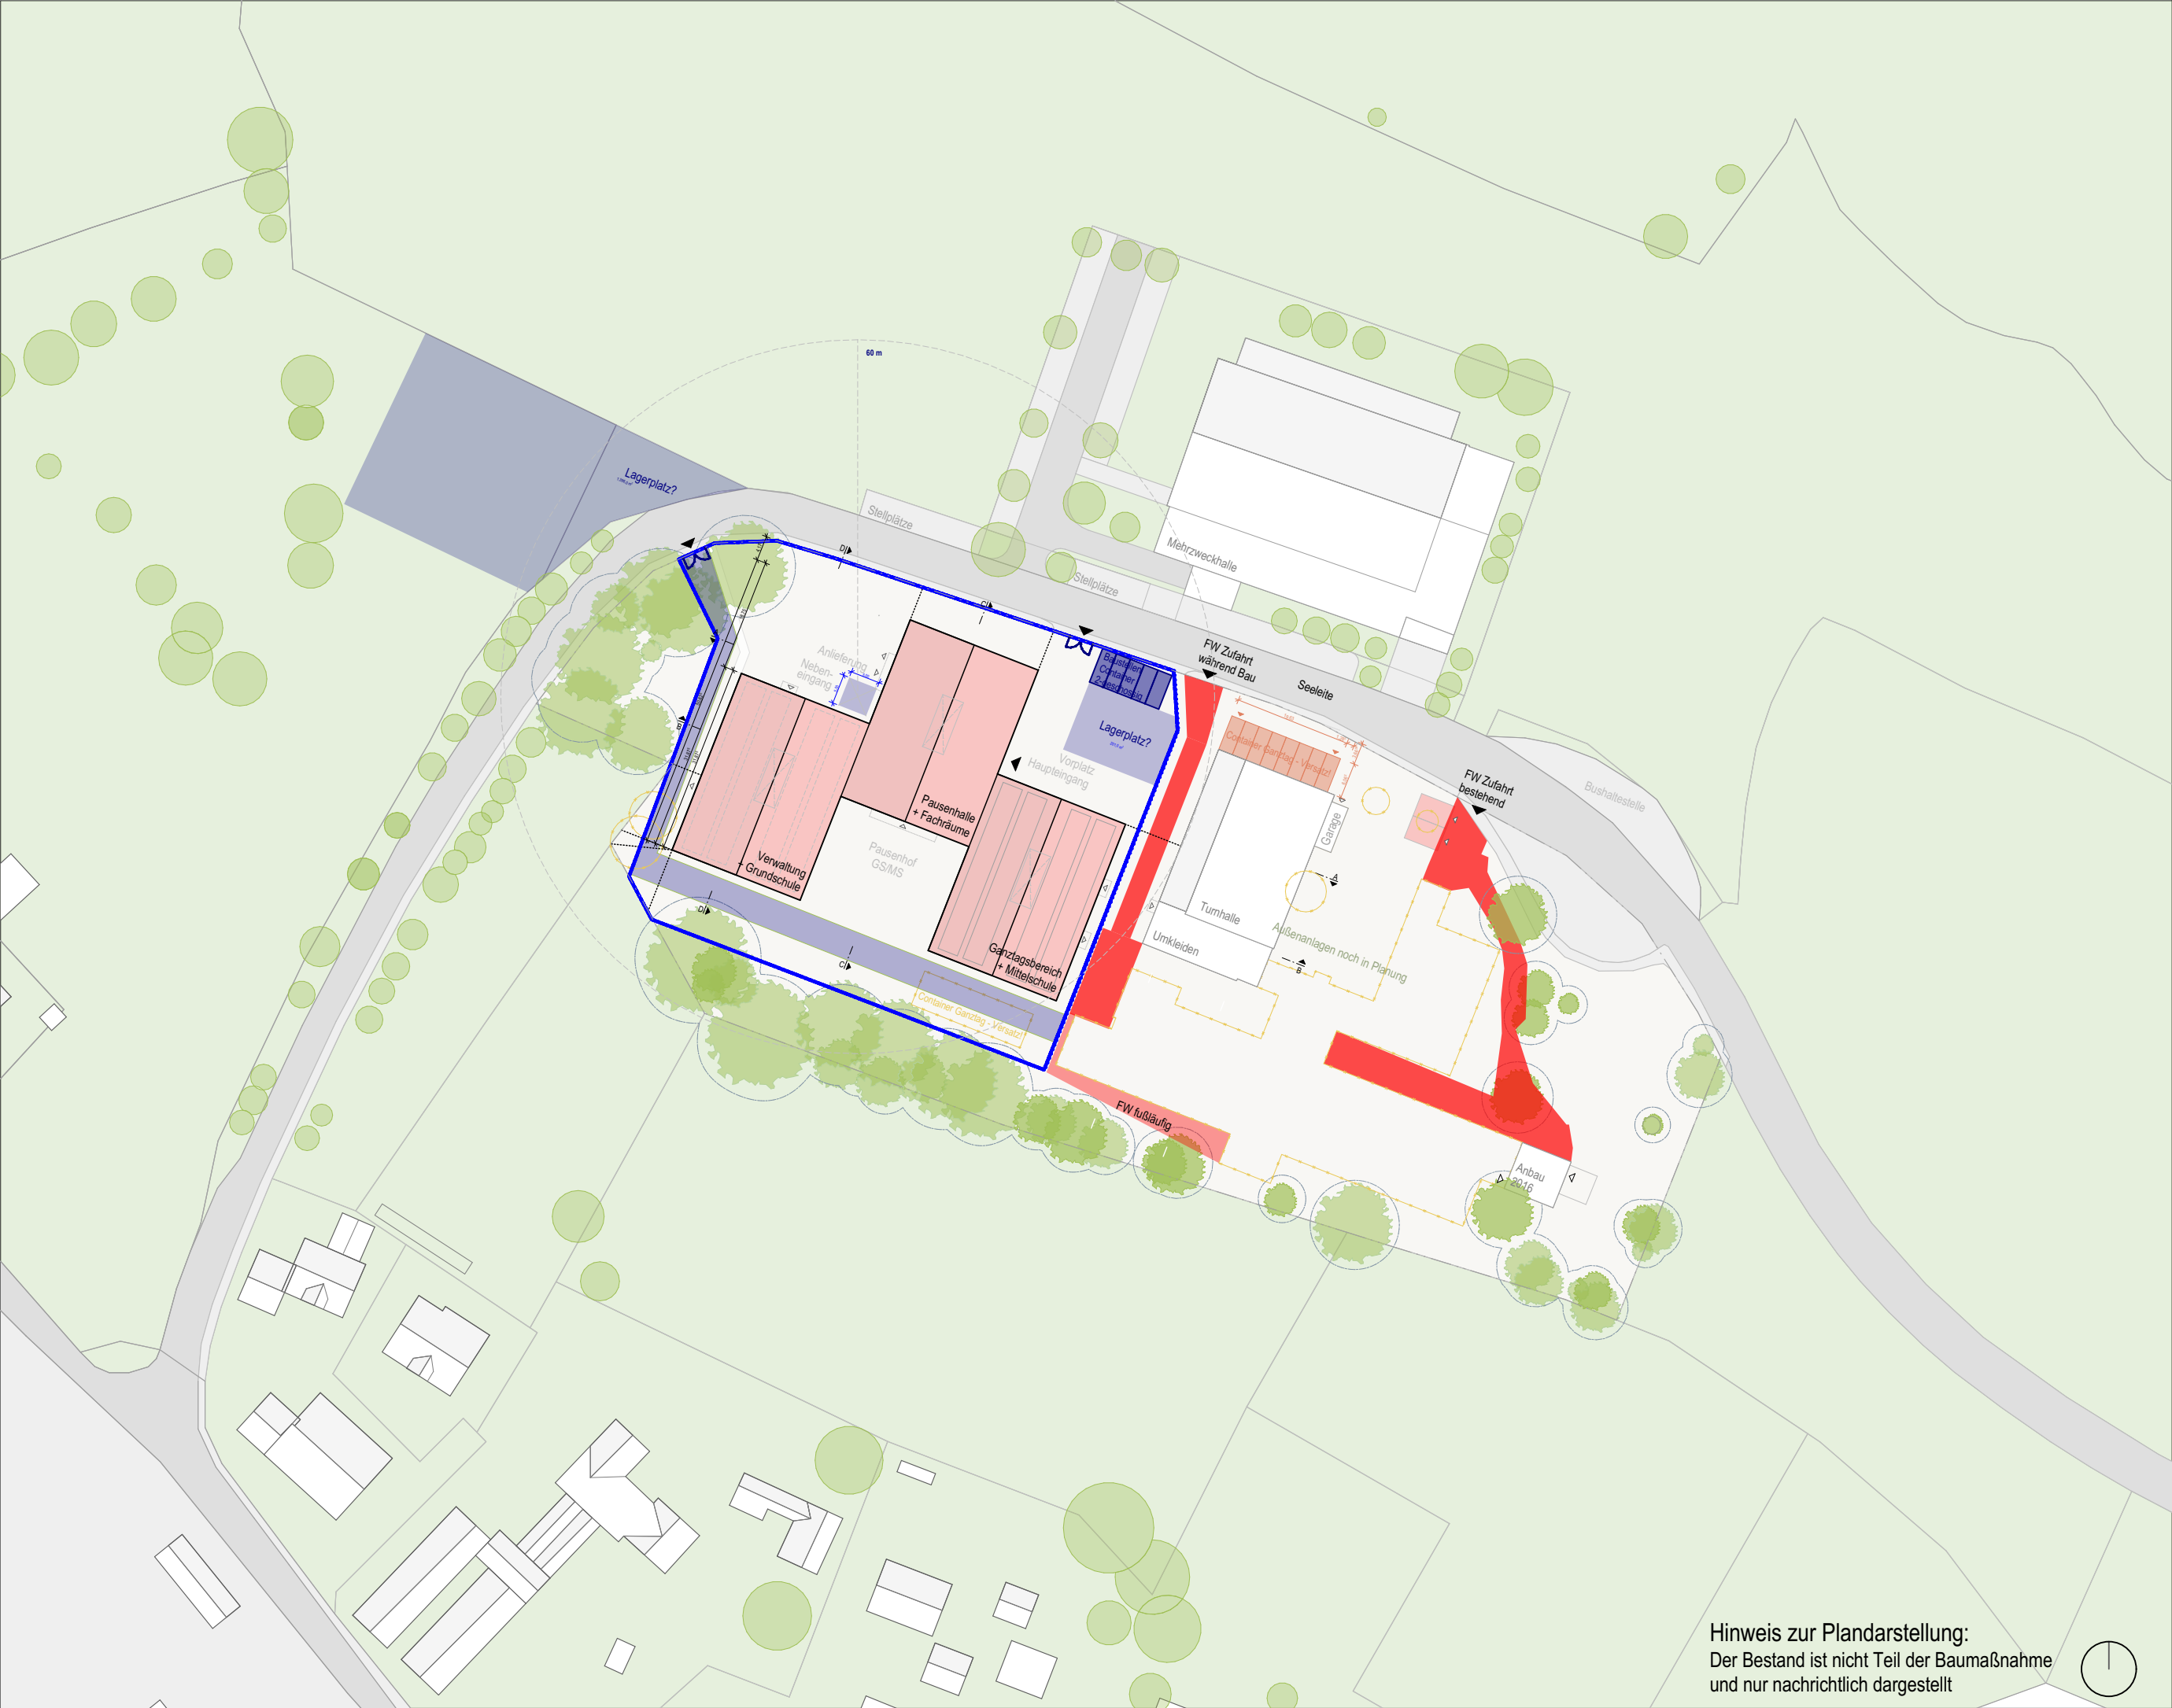 60 m
Lagerplatz?
Stellplätze
Mehrzweckhalle
Stellplätze
D
C
FW Zufahrt
während Bau
Seeleite
Anlieferung
Neben-
eingang
Baustellen
Container
2-geschossig
Lagerplatz?
Vorplatz
Haupteingang
Container Ganztag - Versatz!
FW Zufahrt
bestehend
Bushaltestelle
Garage
Pausenhalle
+ Fachräume
Pausenhof
GS/MS
Verwaltung
+ Grundschule
A
Turnhalle
Umkleiden
Außenanlagen noch in Planung
B
D
C
Ganztagsbereich
+ Mittelschule
Container Ganztag - Versatz!
FW fußläufig
Anbau
2016
Hinweis zur Plandarstellung:
Der Bestand ist nicht Teil der Baumaßnahme
und nur nachrichtlich dargestellt